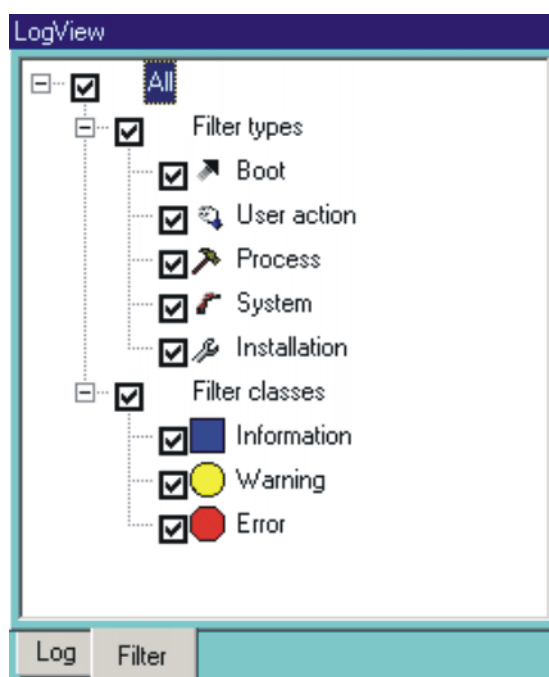 LogView
All
Filter types
Boot
User action
Process
System
Installation
Filter classes
Information
Warning
Error
Log Filter